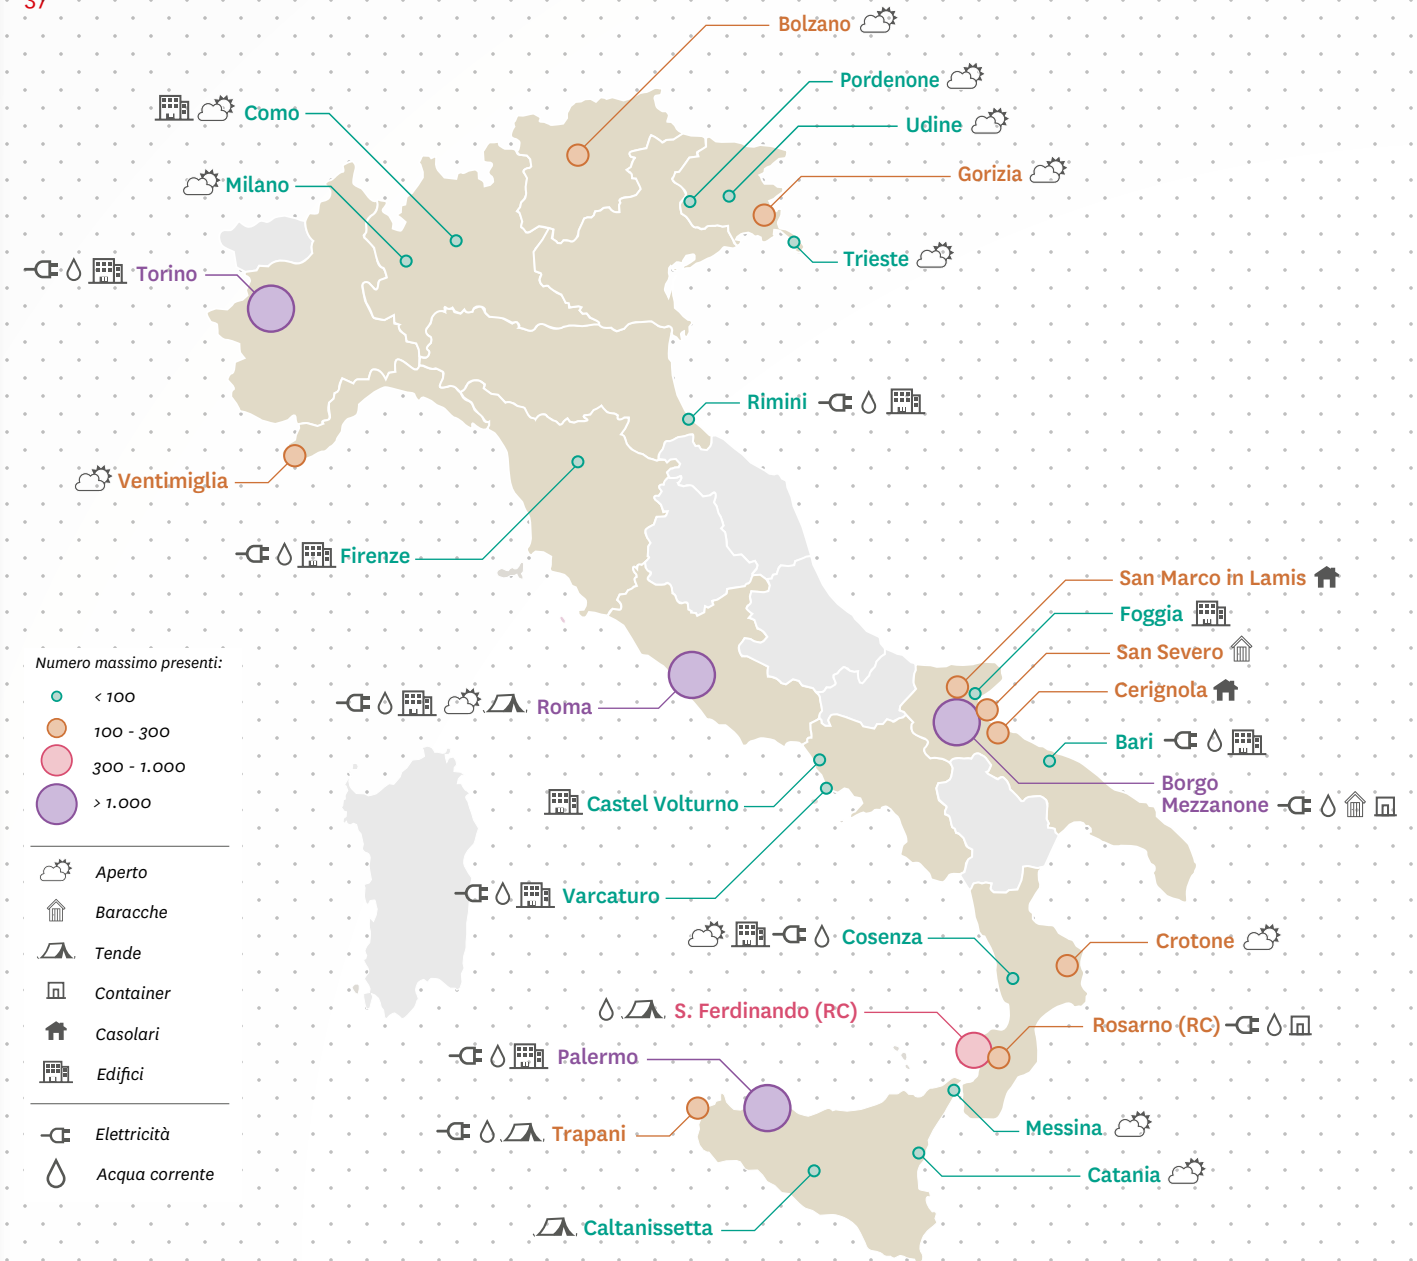 37
Bolzano
Pordenone
Como
Udine
Gorizia
Milano
Trieste
Torino
Rimini
Ventimiglia
Firenze
San Marco in Lamis
Foggia
San Severo
Cerignola
Roma
Bari
Borgo
Mezzanone
Castel Volturno
Varcaturo
Cosenza
Crotone
S. Ferdinando (RC)
Rosarno (RC)
Palermo
Trapani
Messina
Catania
Caltanissetta
Numero massimo presenti:
< 100
100 - 300
300 - 1.000
> 1.000
Aperto
Baracche
Tende
Container
Casolari
Edifici
Elettricità
Acqua corrente